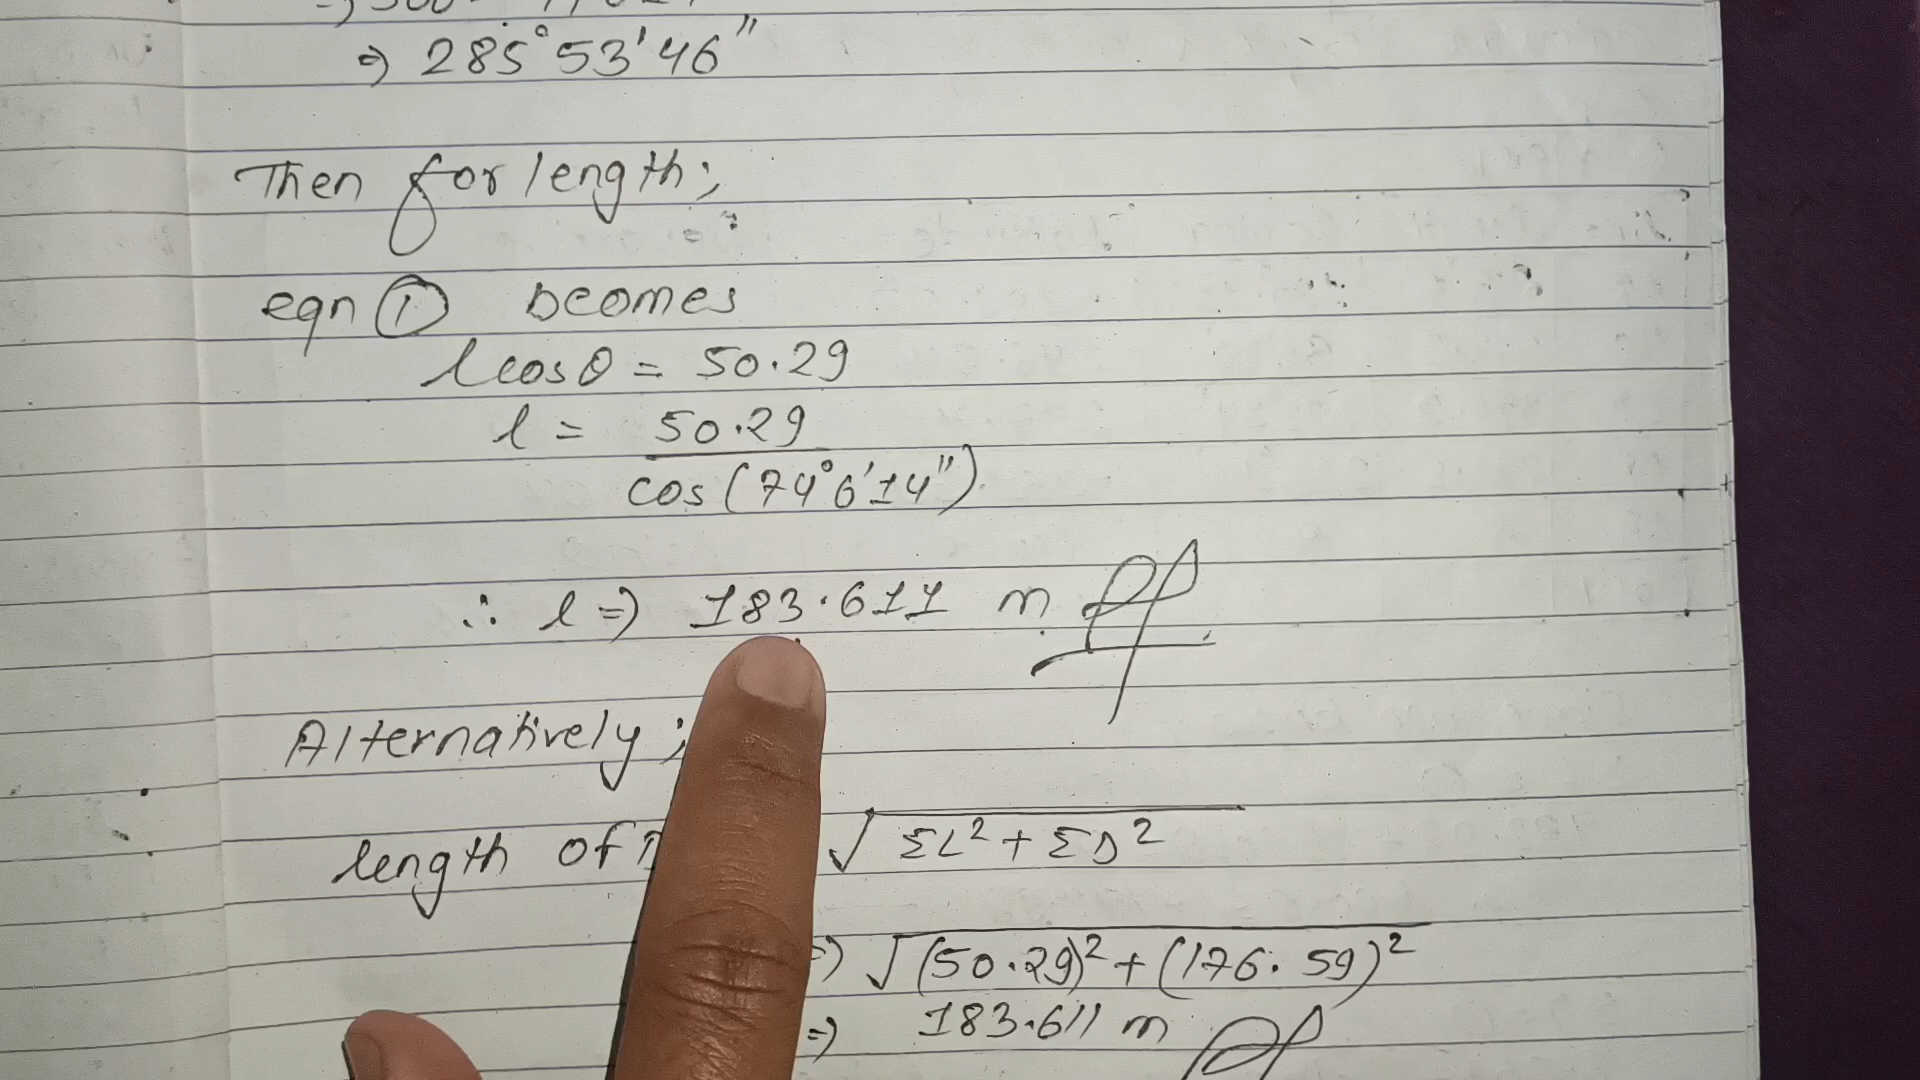 ⇒ 285°53'46"
Then for length;
eqn ① becomes
l cosθ = 50.29
l = 50.29
cos (74°6'14")
∴ l ⇒ 183.611 m
Alternatively;
length of
√ΣL² + ΣD²
⇒ √(50.29)² + (176.59)²
⇒ 183.611 m